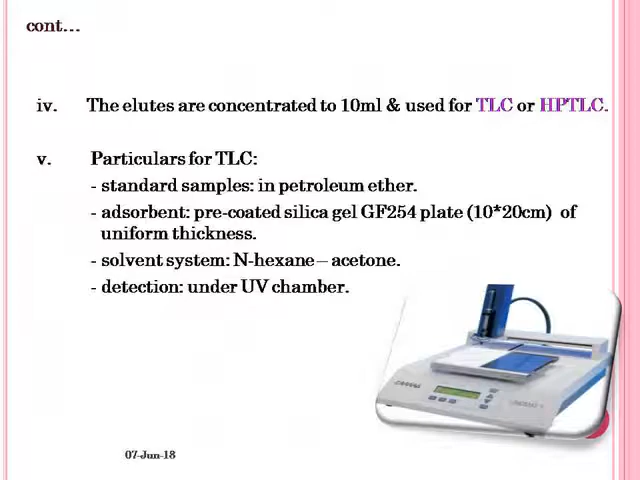 cont...
iv. The elutes are concentrated to 10ml & used for TLC or HPTLC.
v. Particulars for TLC:
- standard samples: in petroleum ether.
- adsorbent: pre-coated silica gel GF254 plate (10*20cm) of
uniform thickness.
- solvent system: N-hexane – acetone.
- detection: under UV chamber.
CAMAG
07-Jun-18